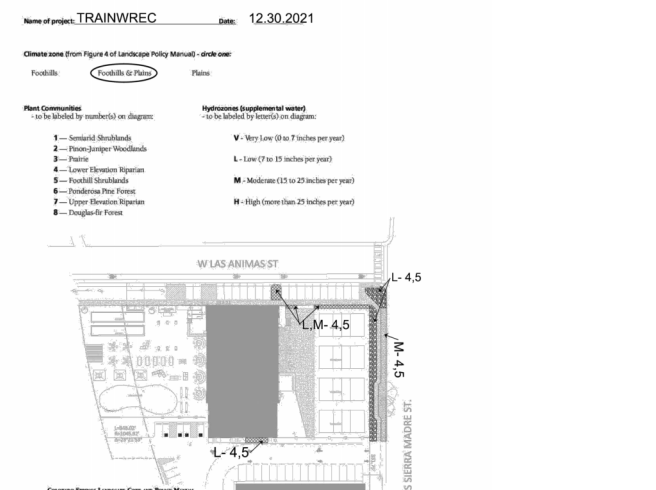 Name of project: TRAINWREC Date: 12.30.2021
Climate zone (from Figure 4 of Landscape Policy Manual) - circle one:
Foothills Foothills & Plains Plains
Plant Communities
- to be labeled by number(s) on diagram:
1 — Semiarid Shrublands
2 — Pinon-Juniper Woodlands
3 — Prairie
4 — Lower Elevation Riparian
5 — Foothill Shrublands
6 — Ponderosa Pine Forest
7 — Upper Elevation Riparian
8 — Douglas-fir Forest
Hydrozones (supplemental water)
- to be labeled by letter(s) on diagram:
V - Very Low (0 to 7 inches per year)
L - Low (7 to 15 inches per year)
M - Moderate (15 to 25 inches per year)
H - High (more than 25 inches per year)
W LAS ANIMAS ST
L- 4,5
L,M- 4,5
M- 4,5
L- 4,5
S SIERRA MADRE ST.